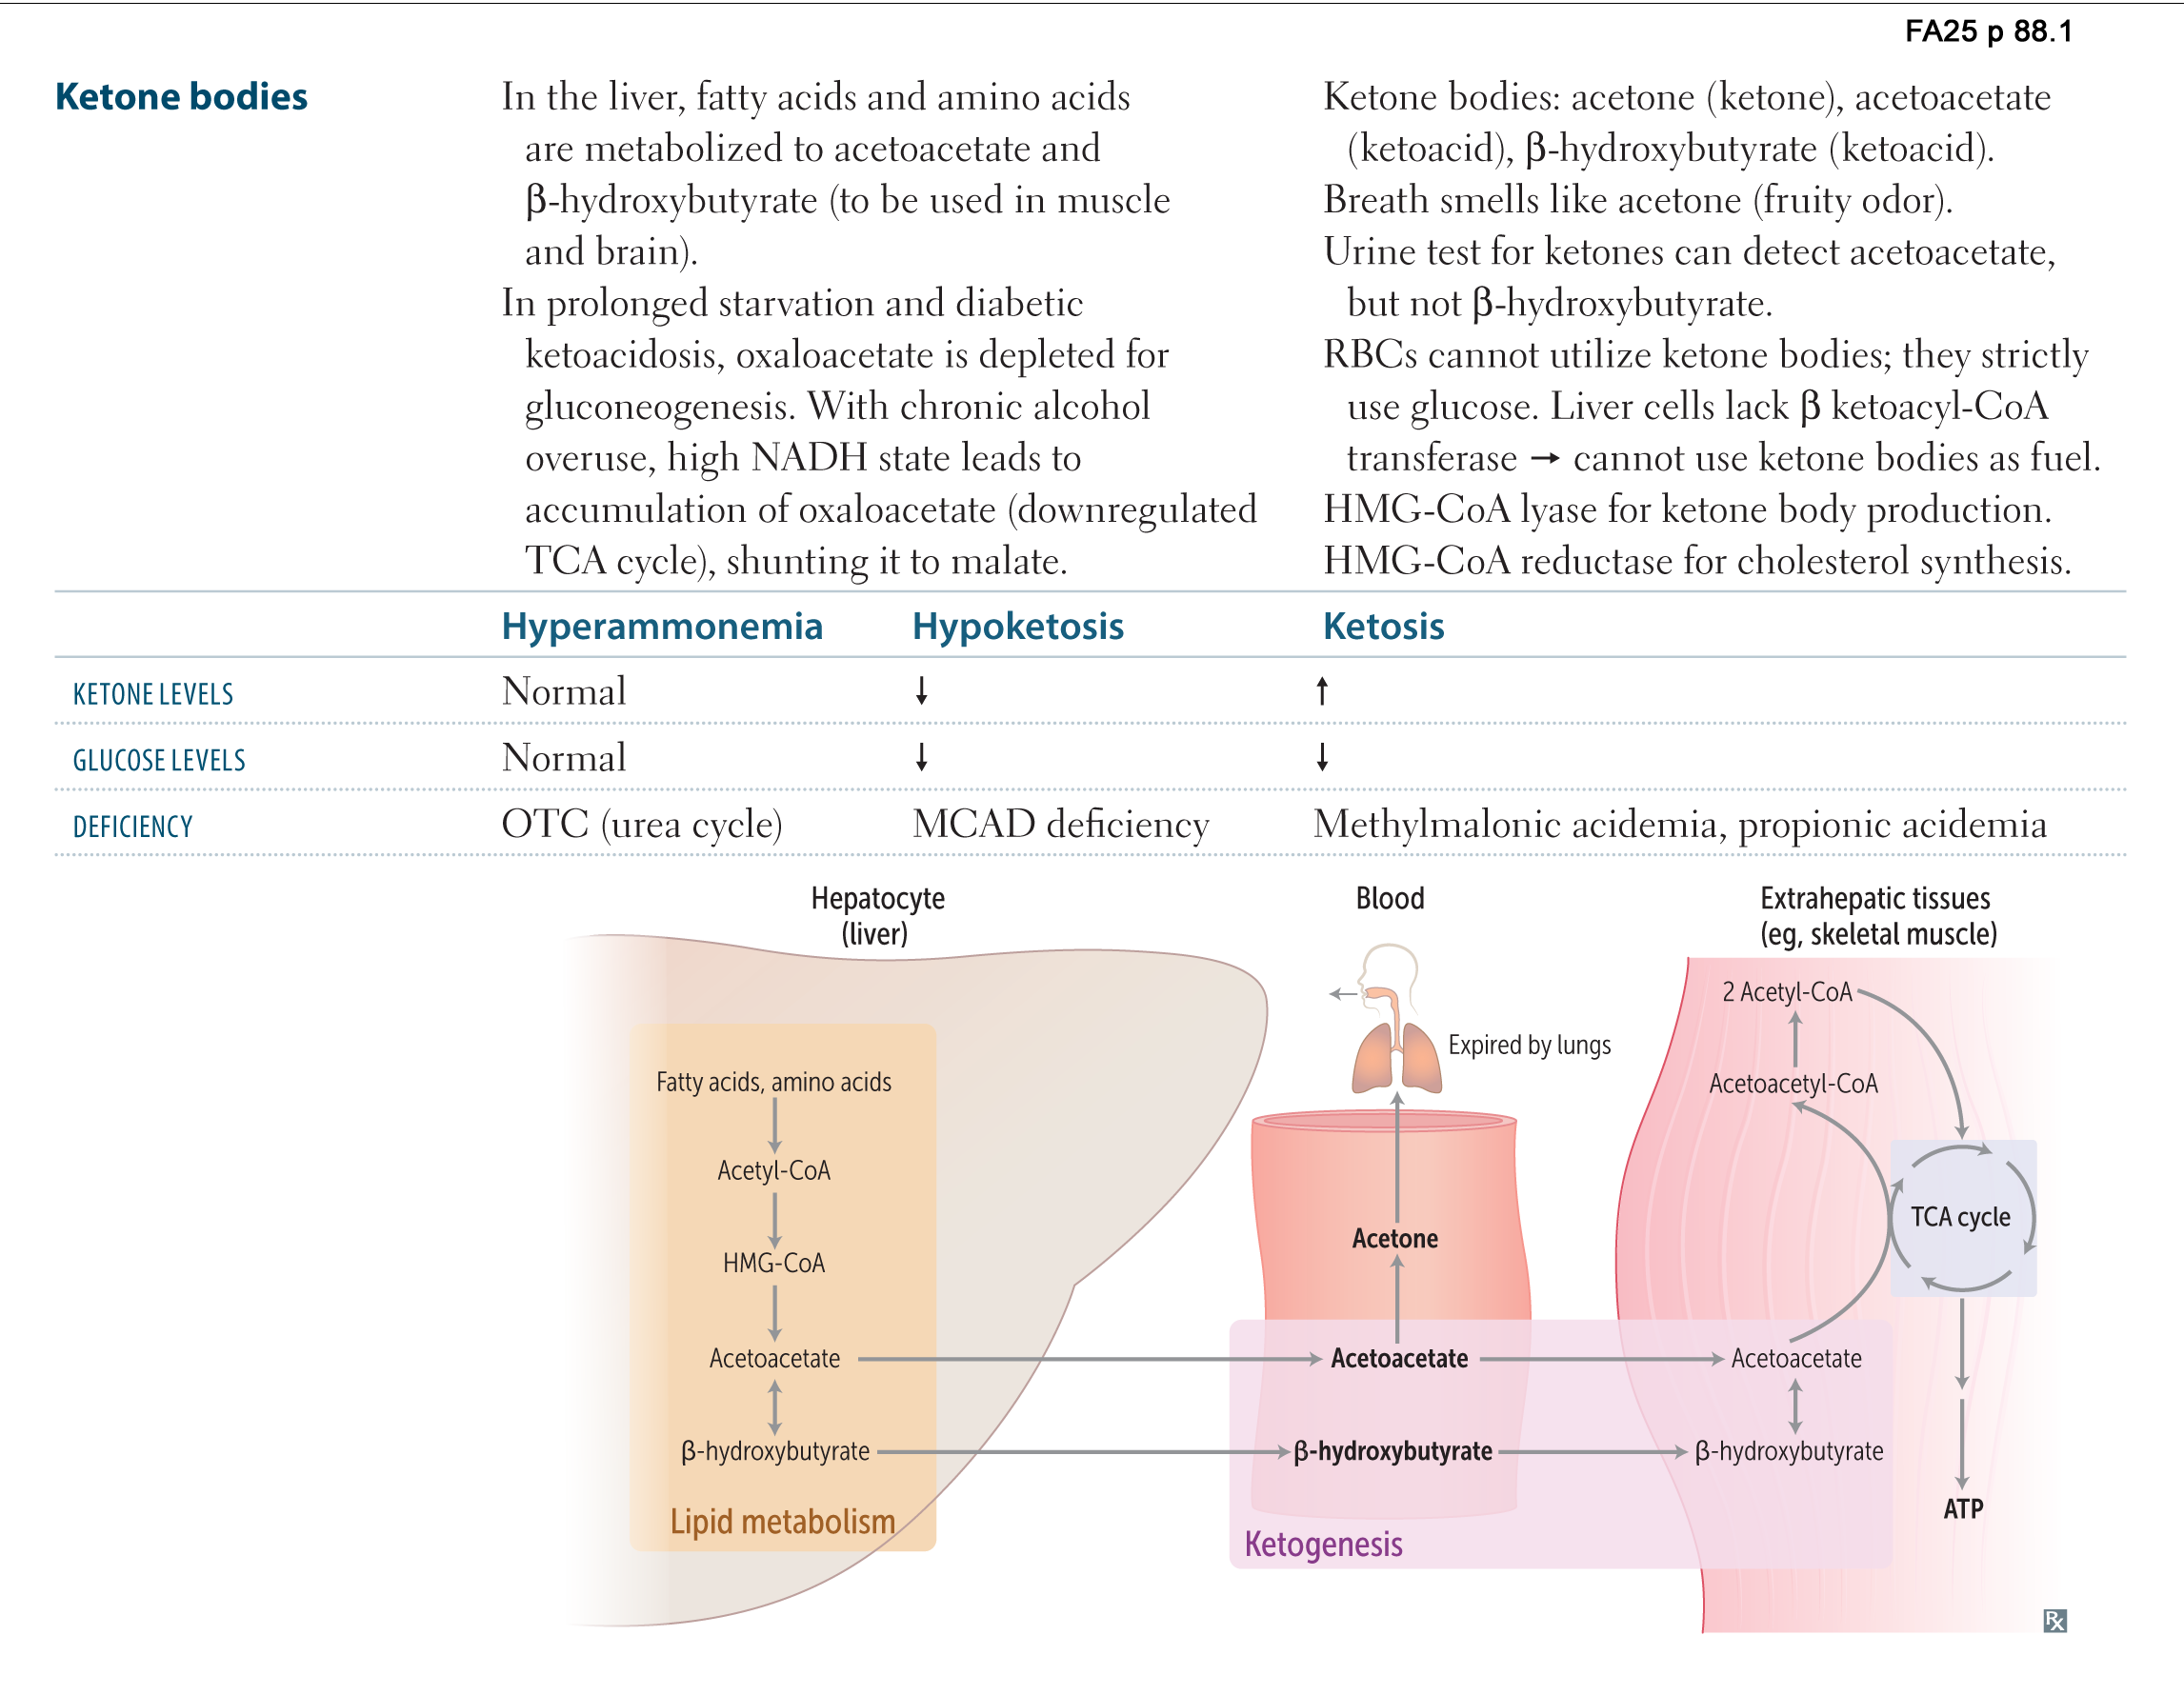 FA25 p 88.1
Ketone bodies
In the liver, fatty acids and amino acids
are metabolized to acetoacetate and
β-hydroxybutyrate (to be used in muscle
and brain).
In prolonged starvation and diabetic
ketoacidosis, oxaloacetate is depleted for
gluconeogenesis. With chronic alcohol
overuse, high NADH state leads to
accumulation of oxaloacetate (downregulated
TCA cycle), shunting it to malate.
Ketone bodies: acetone (ketone), acetoacetate
(ketoacid), β-hydroxybutyrate (ketoacid).
Breath smells like acetone (fruity odor).
Urine test for ketones can detect acetoacetate,
but not β-hydroxybutyrate.
RBCs cannot utilize ketone bodies; they strictly
use glucose. Liver cells lack β ketoacyl-CoA
transferase → cannot use ketone bodies as fuel.
HMG-CoA lyase for ketone body production.
HMG-CoA reductase for cholesterol synthesis.
Hyperammonemia Hypoketosis Ketosis
KETONE LEVELS Normal ↓ ↑
GLUCOSE LEVELS Normal ↓ ↓
DEFICIENCY OTC (urea cycle) MCAD deficiency Methylmalonic acidemia, propionic acidemia
Hepatocyte
(liver)
Fatty acids, amino acids
Acetyl-CoA
HMG-CoA
Acetoacetate
β-hydroxybutyrate
Lipid metabolism
Blood
Expired by lungs
Acetone
Acetoacetate
β-hydroxybutyrate
Ketogenesis
Extrahepatic tissues
(eg, skeletal muscle)
2 Acetyl-CoA
Acetoacetyl-CoA
TCA cycle
Acetoacetate
β-hydroxybutyrate
ATP
Rx